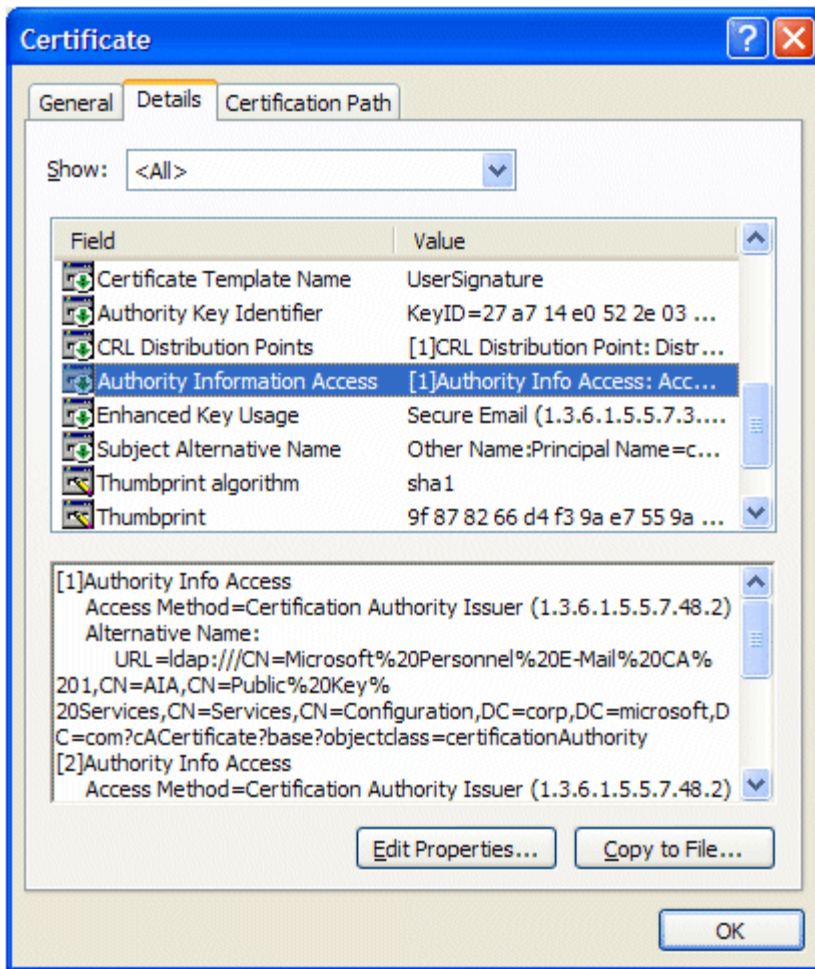 Certificate
General Details Certification Path
Show: <All>
Field Value
Certificate Template Name UserSignature
Authority Key Identifier KeyID=27 a7 14 e0 52 2e 03 ...
CRL Distribution Points [1]CRL Distribution Point: Distr...
Authority Information Access [1]Authority Info Access: Acc...
Enhanced Key Usage Secure Email (1.3.6.1.5.5.7.3....
Subject Alternative Name Other Name:Principal Name=c...
Thumbprint algorithm sha1
Thumbprint 9f 87 82 66 d4 f3 9a e7 55 9a ...
[1]Authority Info Access
Access Method=Certification Authority Issuer (1.3.6.1.5.5.7.48.2)
Alternative Name:
URL=ldap:///CN=Microsoft%20Personnel%20E-Mail%20CA%
201,CN=AIA,CN=Public%20Key%
20Services,CN=Services,CN=Configuration,DC=corp,DC=microsoft,D
C=com?cACertificate?base?objectclass=certificationAuthority
[2]Authority Info Access
Access Method=Certification Authority Issuer (1.3.6.1.5.5.7.48.2)
Edit Properties... Copy to File...
OK